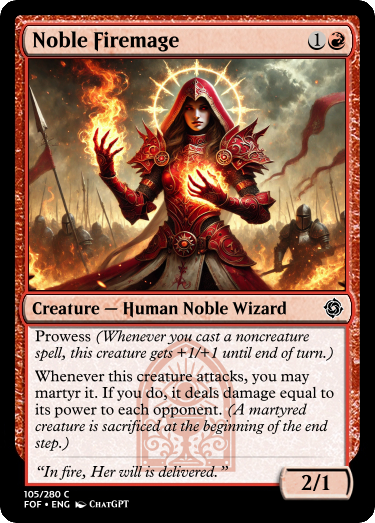 Noble Firemage 1
Creature — Human Noble Wizard
Prowess (Whenever you cast a noncreature
spell, this creature gets +1/+1 until end of turn.)
Whenever this creature attacks, you may
martyr it. If you do, it deals damage equal to
its power to each opponent. (A martyred
creature is sacrificed at the beginning of the end
step.)
“In fire, Her will is delivered.”
2/1
105/280 C
FOF • ENG ChatGPT